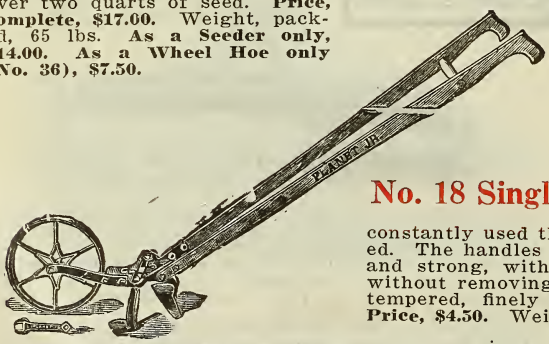 ver two quarts of seed. Price,
omplete, $17.00. Weight, pack-
d, 65 lbs. As a Seeder only,
14.00. As a Wheel Hoe only
No. 36), $7.50.
PLANET JR.
No. 18 Singl
constantly used th
ed. The handles
and strong, with
without removing
tempered, finely
Price, $4.50. Wei